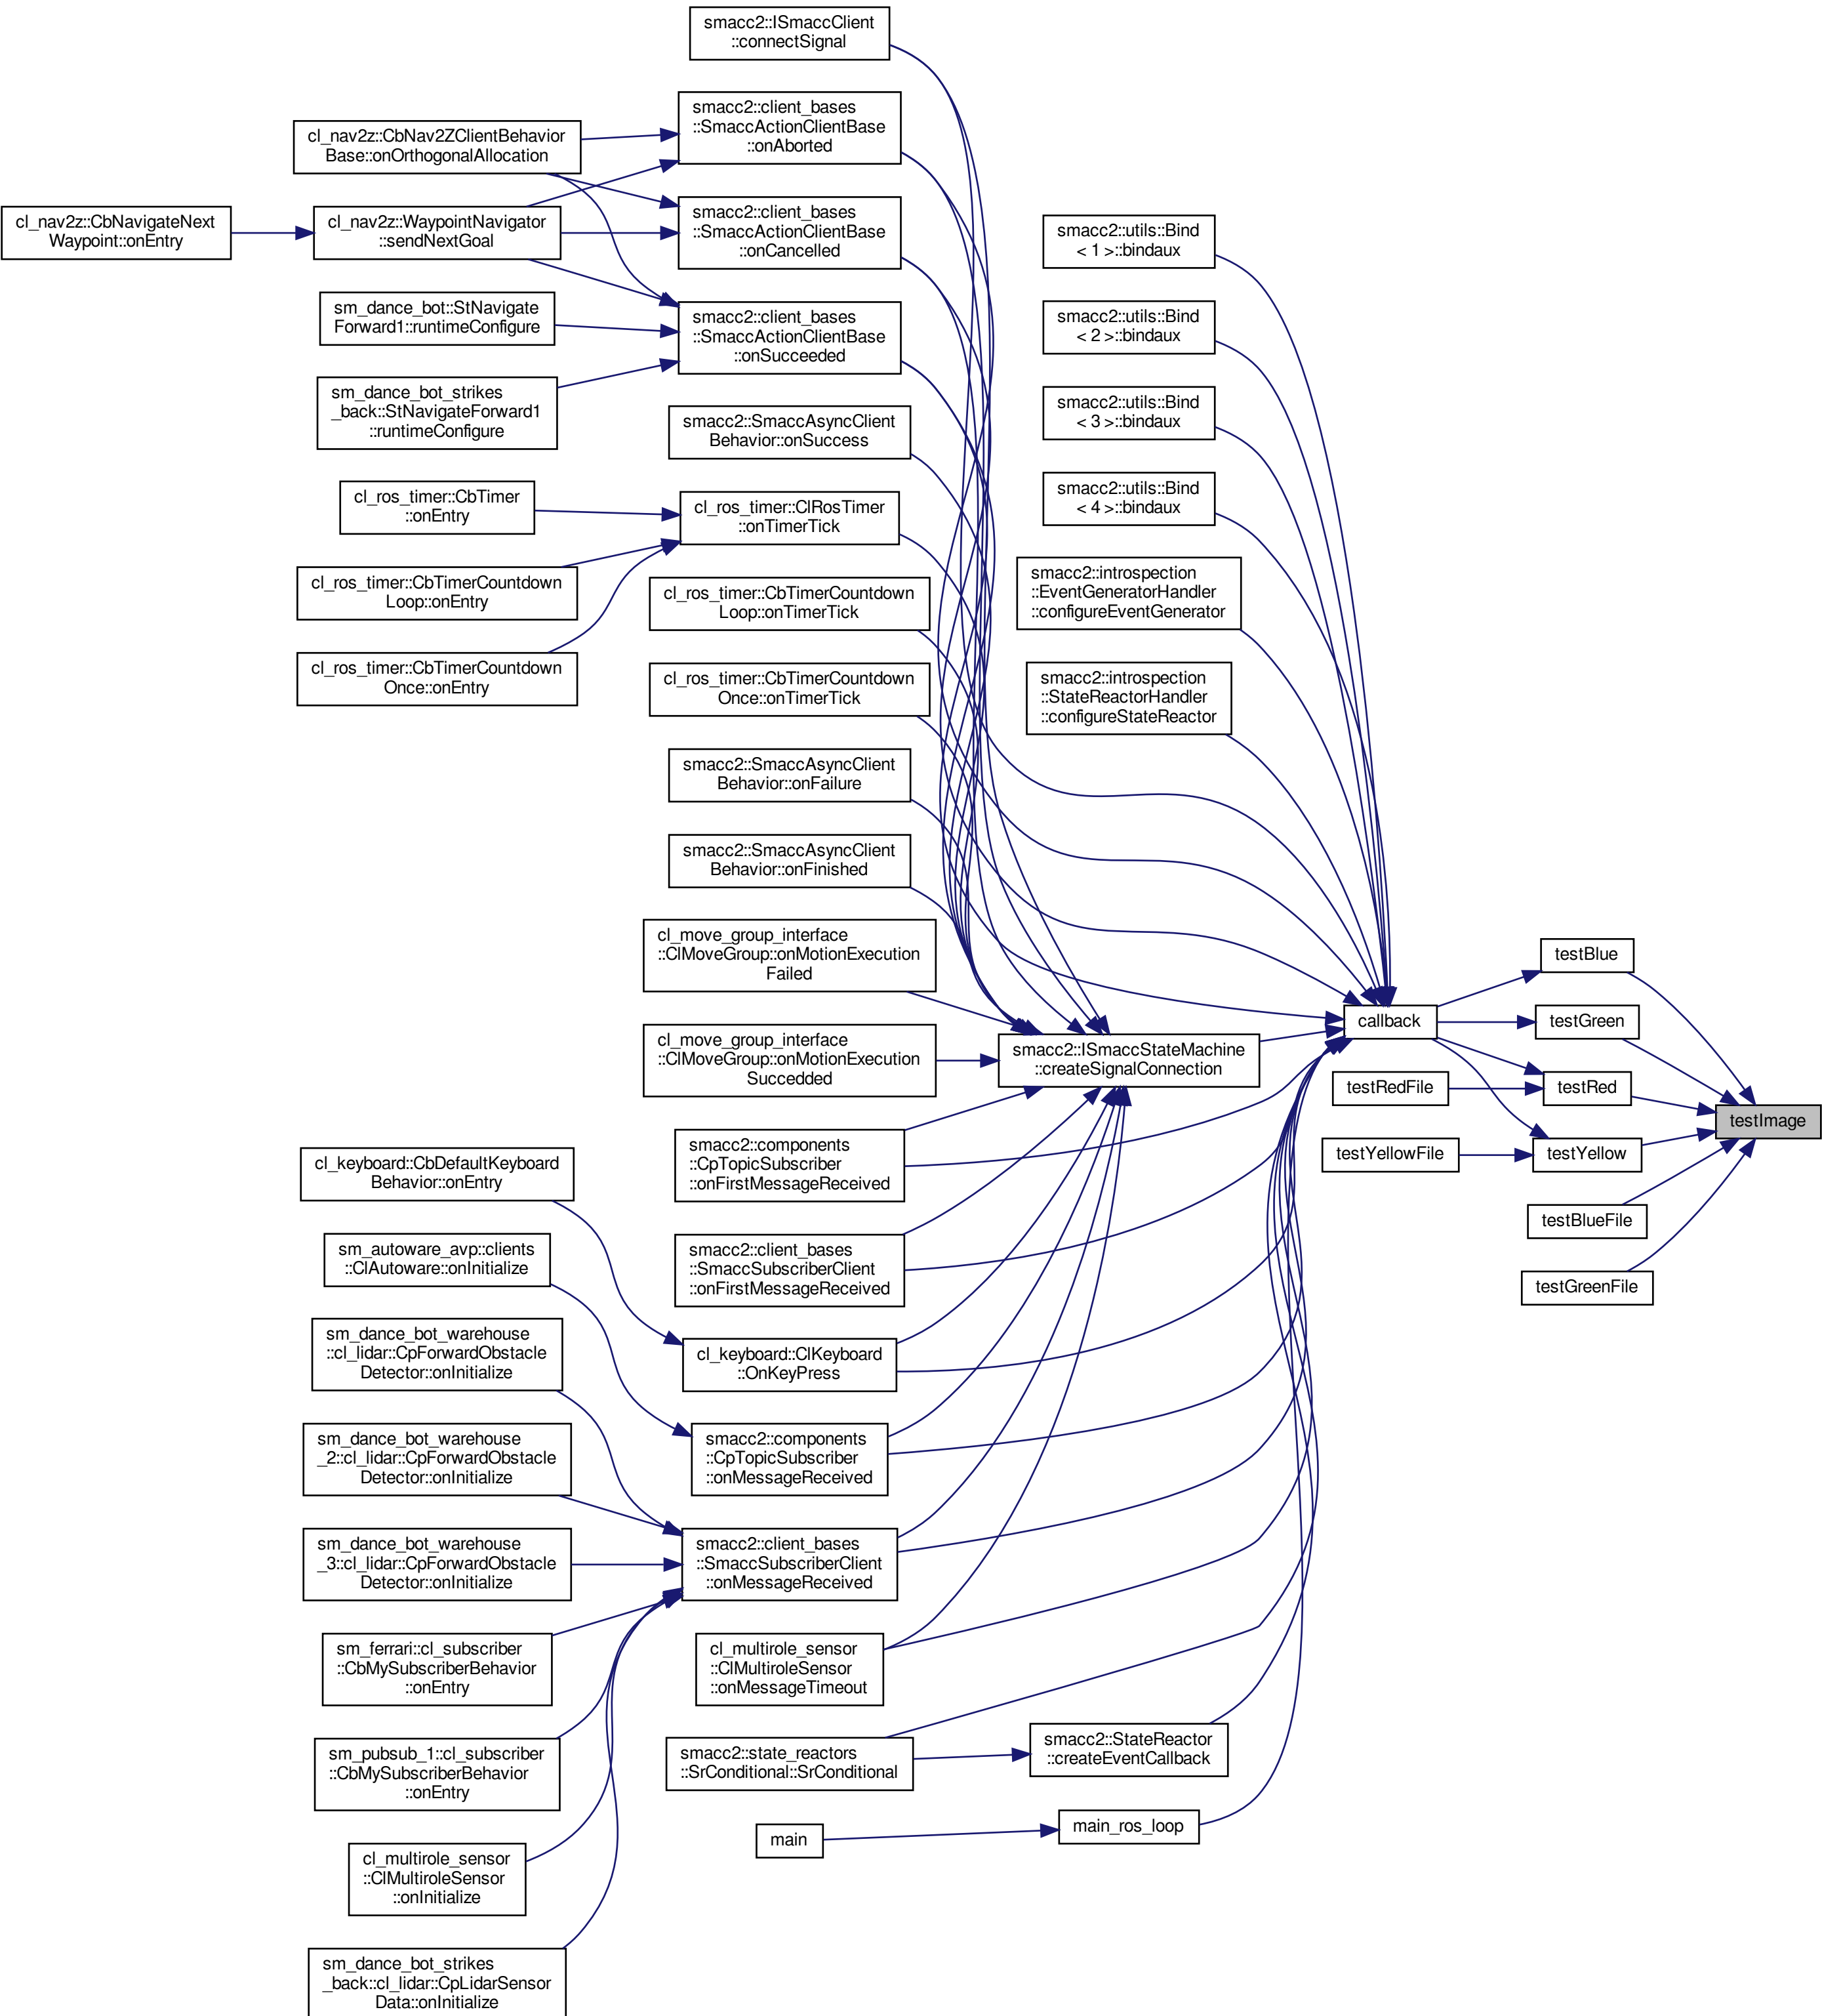 smacc2::ISmaccClient
::connectSignal
smacc2::client_bases
::SmaccActionClientBase
::onAborted
cl_nav2z::CbNav2ZClientBehavior
Base::onOrthogonalAllocation
smacc2::client_bases
::SmaccActionClientBase
::onCancelled
cl_nav2z::CbNavigateNext
Waypoint::onEntry
cl_nav2z::WaypointNavigator
::sendNextGoal
smacc2::utils::Bind
< 1 >::bindaux
sm_dance_bot::StNavigate
Forward1::runtimeConfigure
smacc2::client_bases
::SmaccActionClientBase
::onSucceeded
smacc2::utils::Bind
< 2 >::bindaux
sm_dance_bot_strikes
_back::StNavigateForward1
::runtimeConfigure
smacc2::SmaccAsyncClient
Behavior::onSuccess
smacc2::utils::Bind
< 3 >::bindaux
cl_ros_timer::CbTimer
::onEntry
cl_ros_timer::ClRosTimer
::onTimerTick
smacc2::utils::Bind
< 4 >::bindaux
cl_ros_timer::CbTimerCountdown
Loop::onEntry
cl_ros_timer::CbTimerCountdown
Loop::onTimerTick
smacc2::introspection
::EventGeneratorHandler
::configureEventGenerator
cl_ros_timer::CbTimerCountdown
Once::onEntry
cl_ros_timer::CbTimerCountdown
Once::onTimerTick
smacc2::introspection
::StateReactorHandler
::configureStateReactor
smacc2::SmaccAsyncClient
Behavior::onFailure
smacc2::SmaccAsyncClient
Behavior::onFinished
cl_move_group_interface
::ClMoveGroup::onMotionExecution
Failed
testBlue
callback
testGreen
cl_move_group_interface
::ClMoveGroup::onMotionExecution
Succedded
smacc2::ISmaccStateMachine
::createSignalConnection
testRedFile
testRed
testImage
smacc2::components
::CpTopicSubscriber
::onFirstMessageReceived
testYellowFile
testYellow
cl_keyboard::CbDefaultKeyboard
Behavior::onEntry
testBlueFile
sm_autoware_avp::clients
::ClAutoware::onInitialize
smacc2::client_bases
::SmaccSubscriberClient
::onFirstMessageReceived
testGreenFile
sm_dance_bot_warehouse
::cl_lidar::CpForwardObstacle
Detector::onInitialize
cl_keyboard::ClKeyboard
::OnKeyPress
sm_dance_bot_warehouse
_2::cl_lidar::CpForwardObstacle
Detector::onInitialize
smacc2::components
::CpTopicSubscriber
::onMessageReceived
sm_dance_bot_warehouse
_3::cl_lidar::CpForwardObstacle
Detector::onInitialize
smacc2::client_bases
::SmaccSubscriberClient
::onMessageReceived
sm_ferrari::cl_subscriber
::CbMySubscriberBehavior
::onEntry
cl_multirole_sensor
::ClMultiroleSensor
::onMessageTimeout
sm_pubsub_1::cl_subscriber
::CbMySubscriberBehavior
::onEntry
smacc2::state_reactors
::SrConditional::SrConditional
smacc2::StateReactor
::createEventCallback
main
main_ros_loop
cl_multirole_sensor
::ClMultiroleSensor
::onInitialize
sm_dance_bot_strikes
_back::cl_lidar::CpLidarSensor
Data::onInitialize